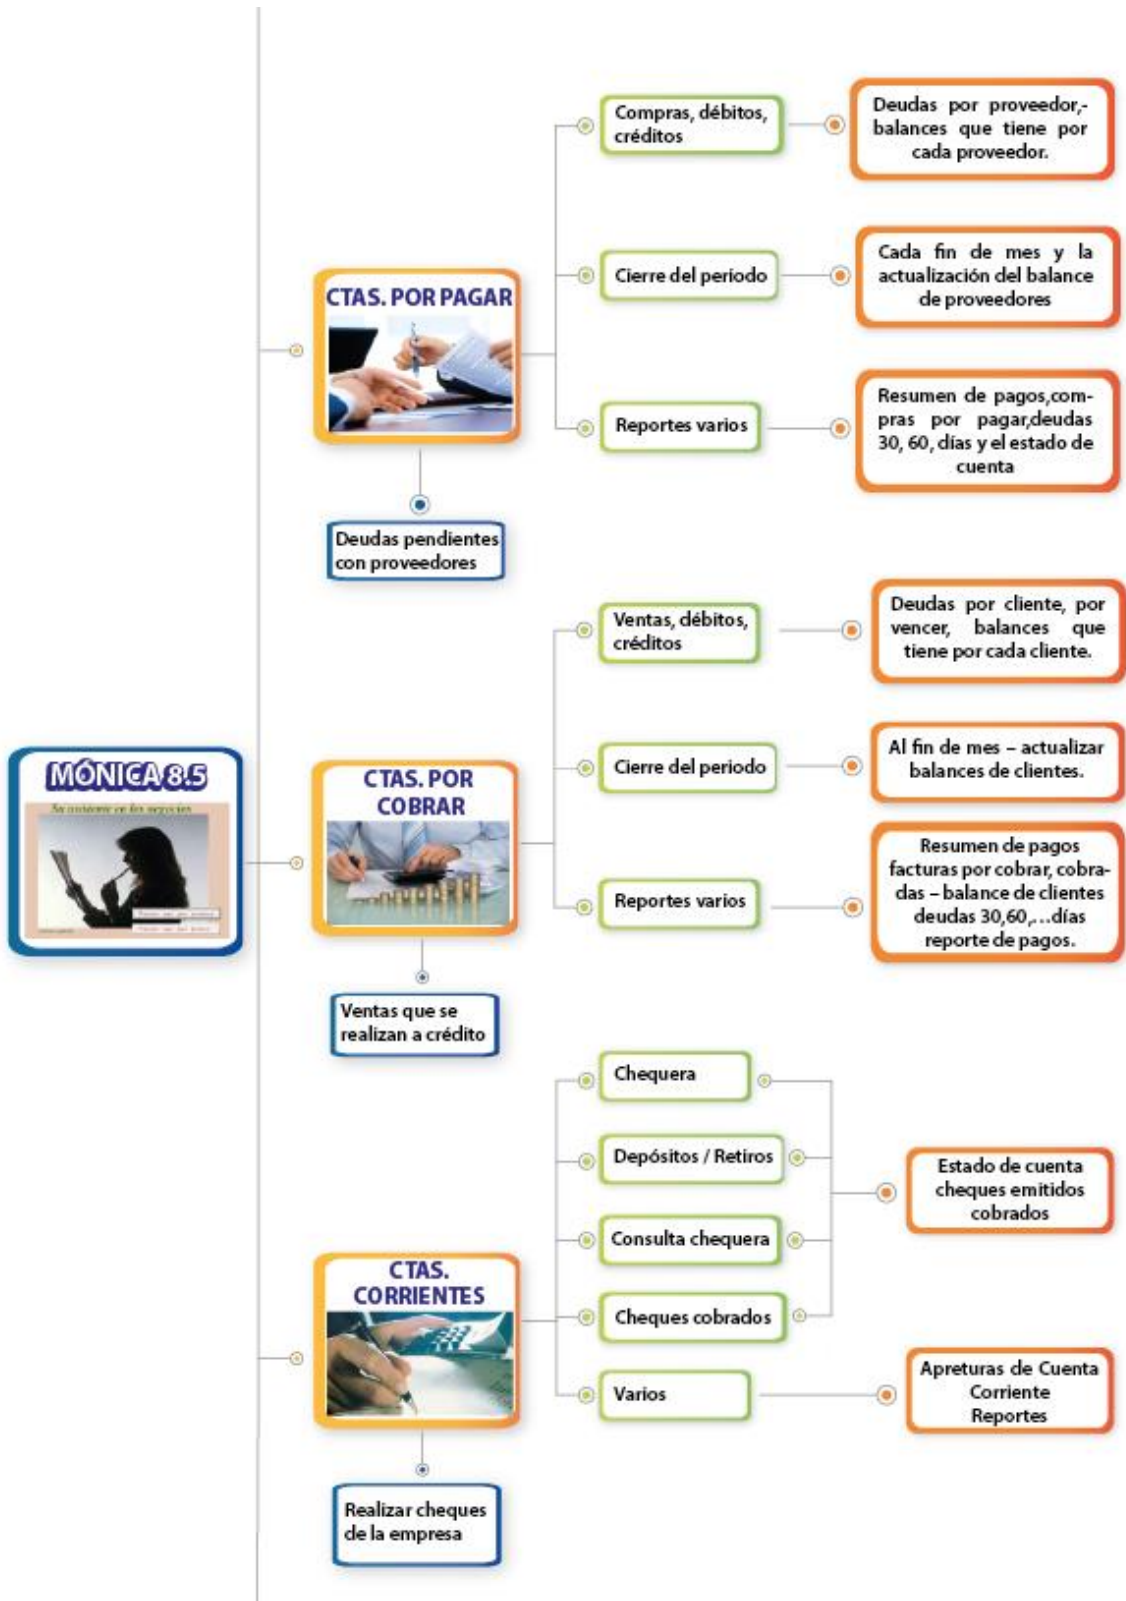 CTAS. POR PAGAR
Deudas pendientes
con proveedores
Compras, débitos,
créditos
Deudas por proveedor,-
balances que tiene por
cada proveedor.
Cierre del periodo
Cada fin de mes y la
actualización del balance
de proveedores
Reportes varios
Resumen de pagos,com-
pras por pagar,deudas
30, 60, días y el estado de
cuenta
MÓNICA 8.5
Su asistente en los negocios
CTAS. POR
COBRAR
Ventas que se
realizan a crédito
Ventas, débitos,
créditos
Deudas por cliente, por
vencer, balances que
tiene por cada cliente.
Cierre del periodo
Al fin de mes – actualizar
balances de clientes.
Reportes varios
Resumen de pagos
facturas por cobrar, cobra-
das – balance de clientes
deudas 30,60,...días
reporte de pagos.
CTAS.
CORRIENTES
Realizar cheques
de la empresa
Chequera
Depósitos / Retiros
Consulta chequera
Cheques cobrados
Estado de cuenta
cheques emitidos
cobrados
Varios
Apreturas de Cuenta
Corriente
Reportes